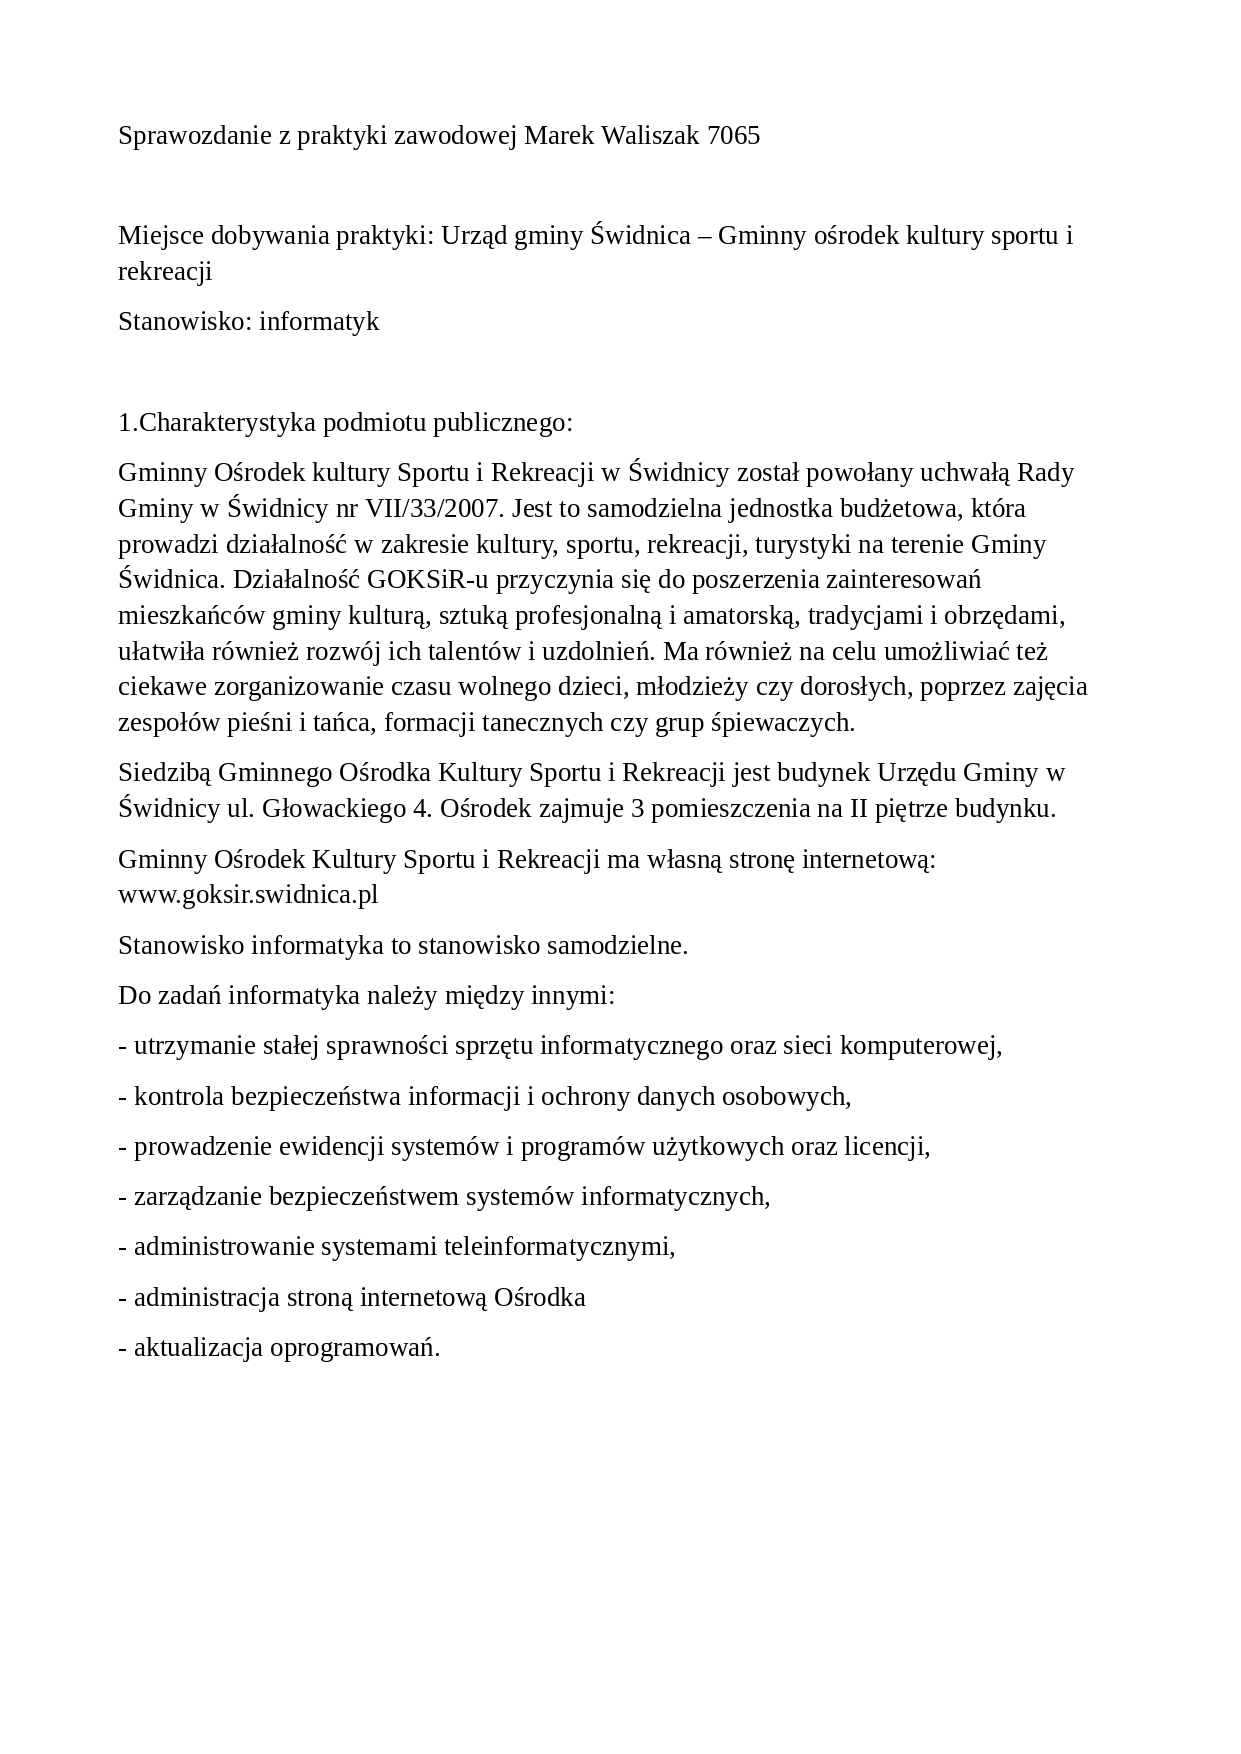 Sprawozdanie z praktyki zawodowej Marek Waliszak 7065
Miejsce dobywania praktyki: Urząd gminy Świdnica – Gminny ośrodek kultury sportu i
rekreacji
Stanowisko: informatyk
1.Charakterystyka podmiotu publicznego:
Gminny Ośrodek kultury Sportu i Rekreacji w Świdnicy został powołany uchwałą Rady
Gminy w Świdnicy nr VII/33/2007. Jest to samodzielna jednostka budżetowa, która
prowadzi działalność w zakresie kultury, sportu, rekreacji, turystyki na terenie Gminy
Świdnica. Działalność GOKSiR-u przyczynia się do poszerzenia zainteresowań
mieszkańców gminy kulturą, sztuką profesjonalną i amatorską, tradycjami i obrzędami,
ułatwiła również rozwój ich talentów i uzdolnień. Ma również na celu umożliwiać też
ciekawe zorganizowanie czasu wolnego dzieci, młodzieży czy dorosłych, poprzez zajęcia
zespołów pieśni i tańca, formacji tanecznych czy grup śpiewaczych.
Siedzibą Gminnego Ośrodka Kultury Sportu i Rekreacji jest budynek Urzędu Gminy w
Świdnicy ul. Głowackiego 4. Ośrodek zajmuje 3 pomieszczenia na II piętrze budynku.
Gminny Ośrodek Kultury Sportu i Rekreacji ma własną stronę internetową:
www.goksir.swidnica.pl
Stanowisko informatyka to stanowisko samodzielne.
Do zadań informatyka należy między innymi:
- utrzymanie stałej sprawności sprzętu informatycznego oraz sieci komputerowej,
- kontrola bezpieczeństwa informacji i ochrony danych osobowych,
- prowadzenie ewidencji systemów i programów użytkowych oraz licencji,
- zarządzanie bezpieczeństwem systemów informatycznych,
- administrowanie systemami teleinformatycznymi,
- administracja stroną internetową Ośrodka
- aktualizacja oprogramowań.